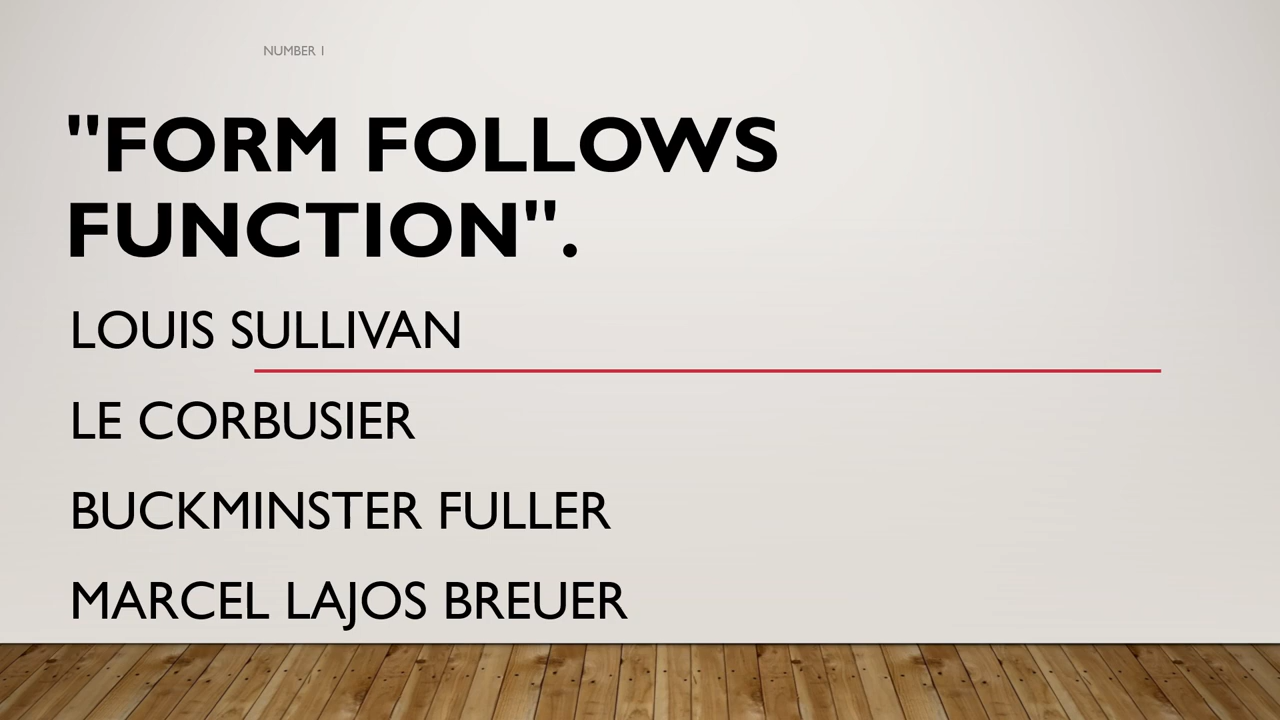 NUMBER 1
"FORM FOLLOWS
FUNCTION".
LOUIS SULLIVAN
LE CORBUSIER
BUCKMINSTER FULLER
MARCEL LAJOS BREUER